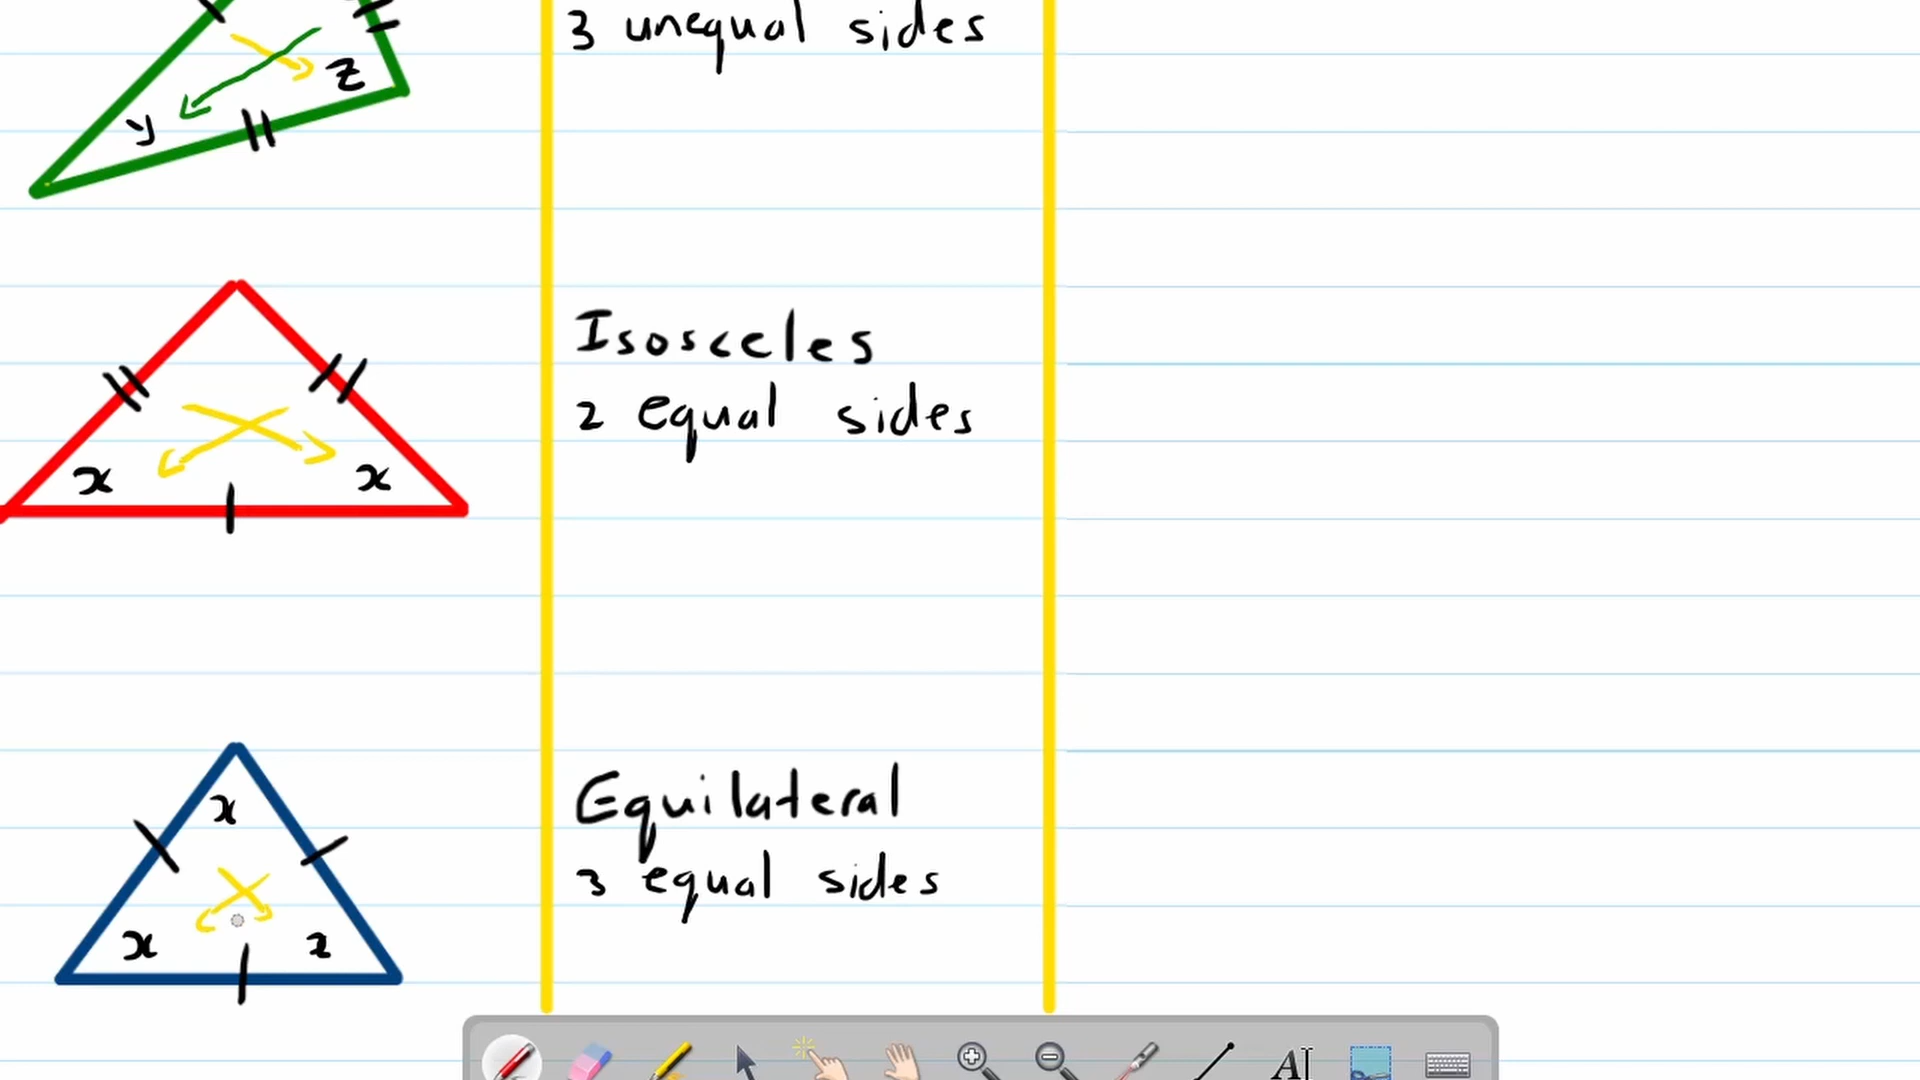 3 unequal sides
z
y
Isosceles
2 equal sides
x x
Equilateral
3 equal sides
x
x x
A